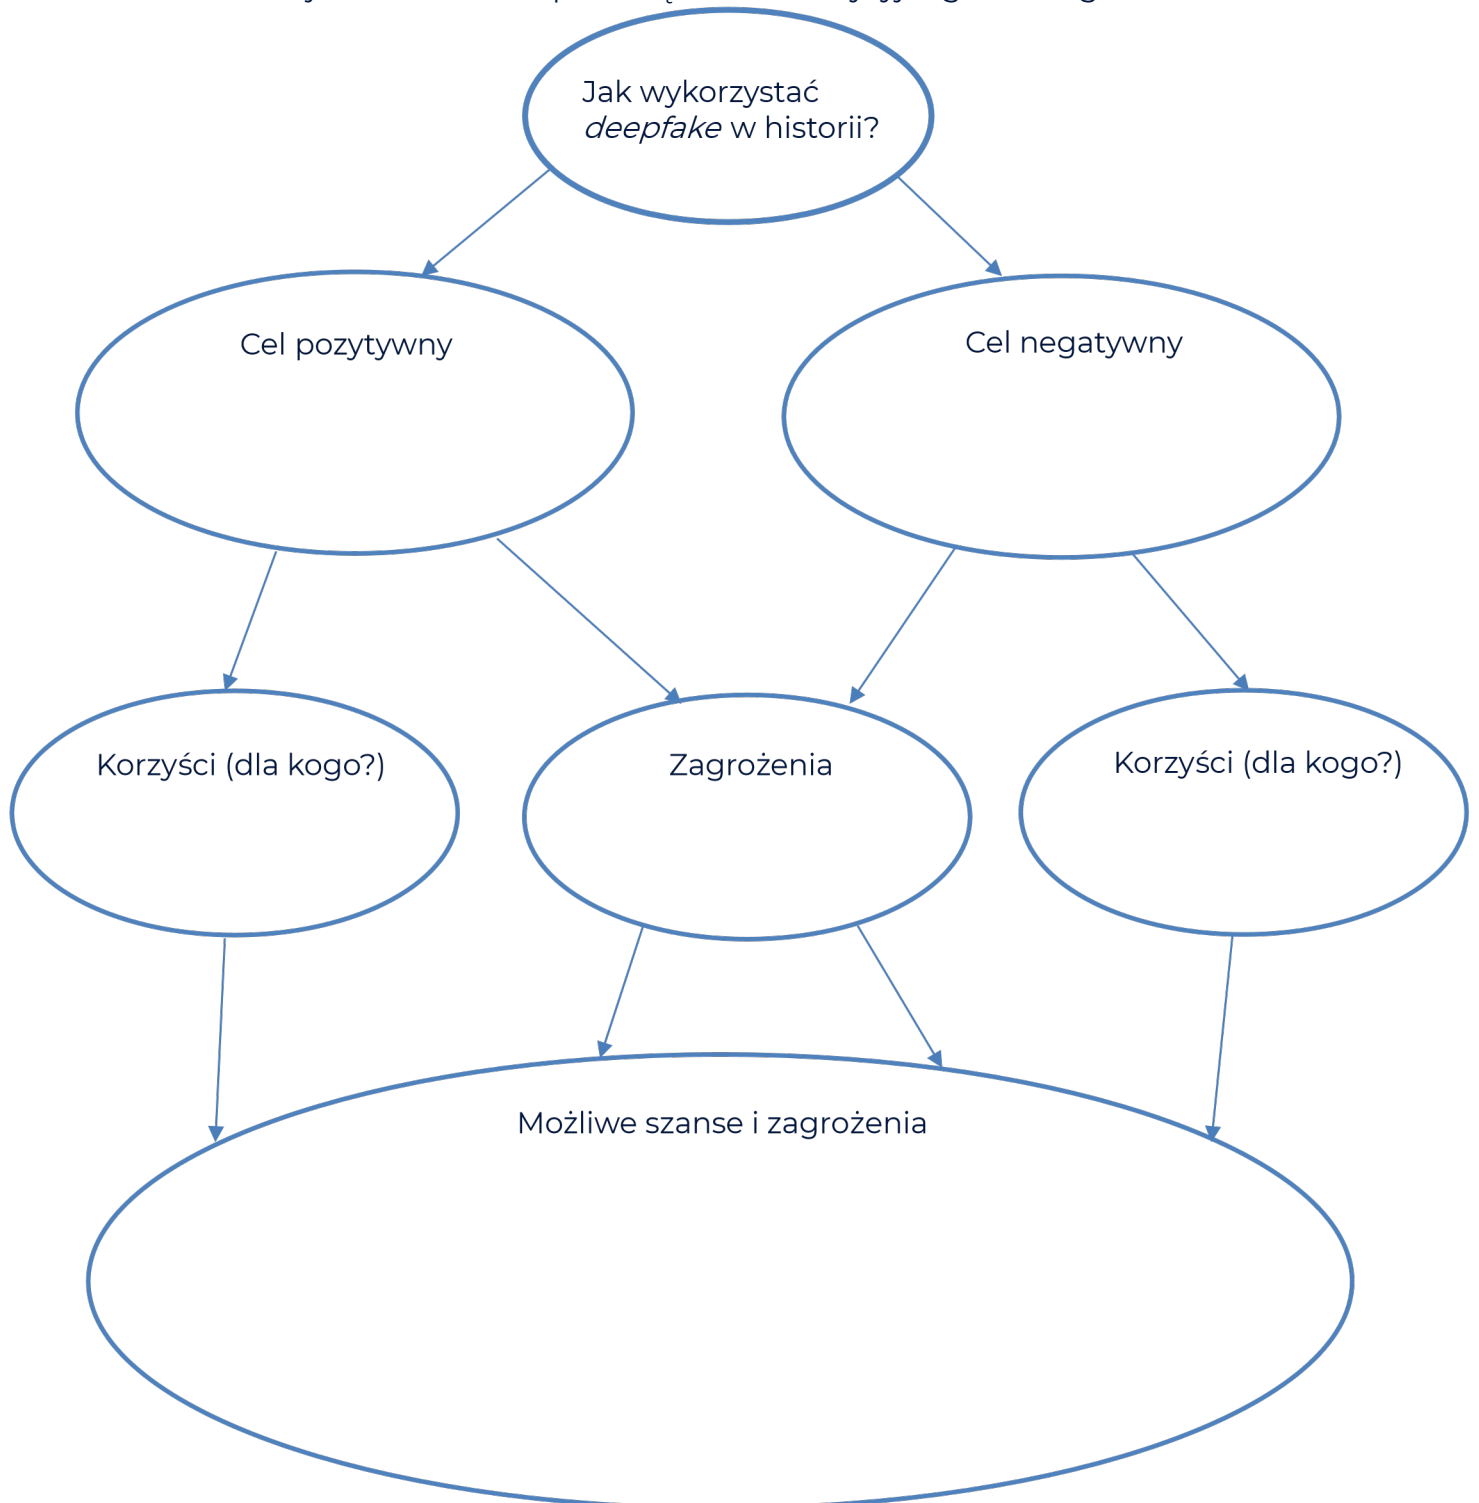 Jak wykorzystać
deepfake w historii?
Cel pozytywny
Cel negatywny
Korzyści (dla kogo?)
Zagrożenia
Korzyści (dla kogo?)
Możliwe szanse i zagrożenia